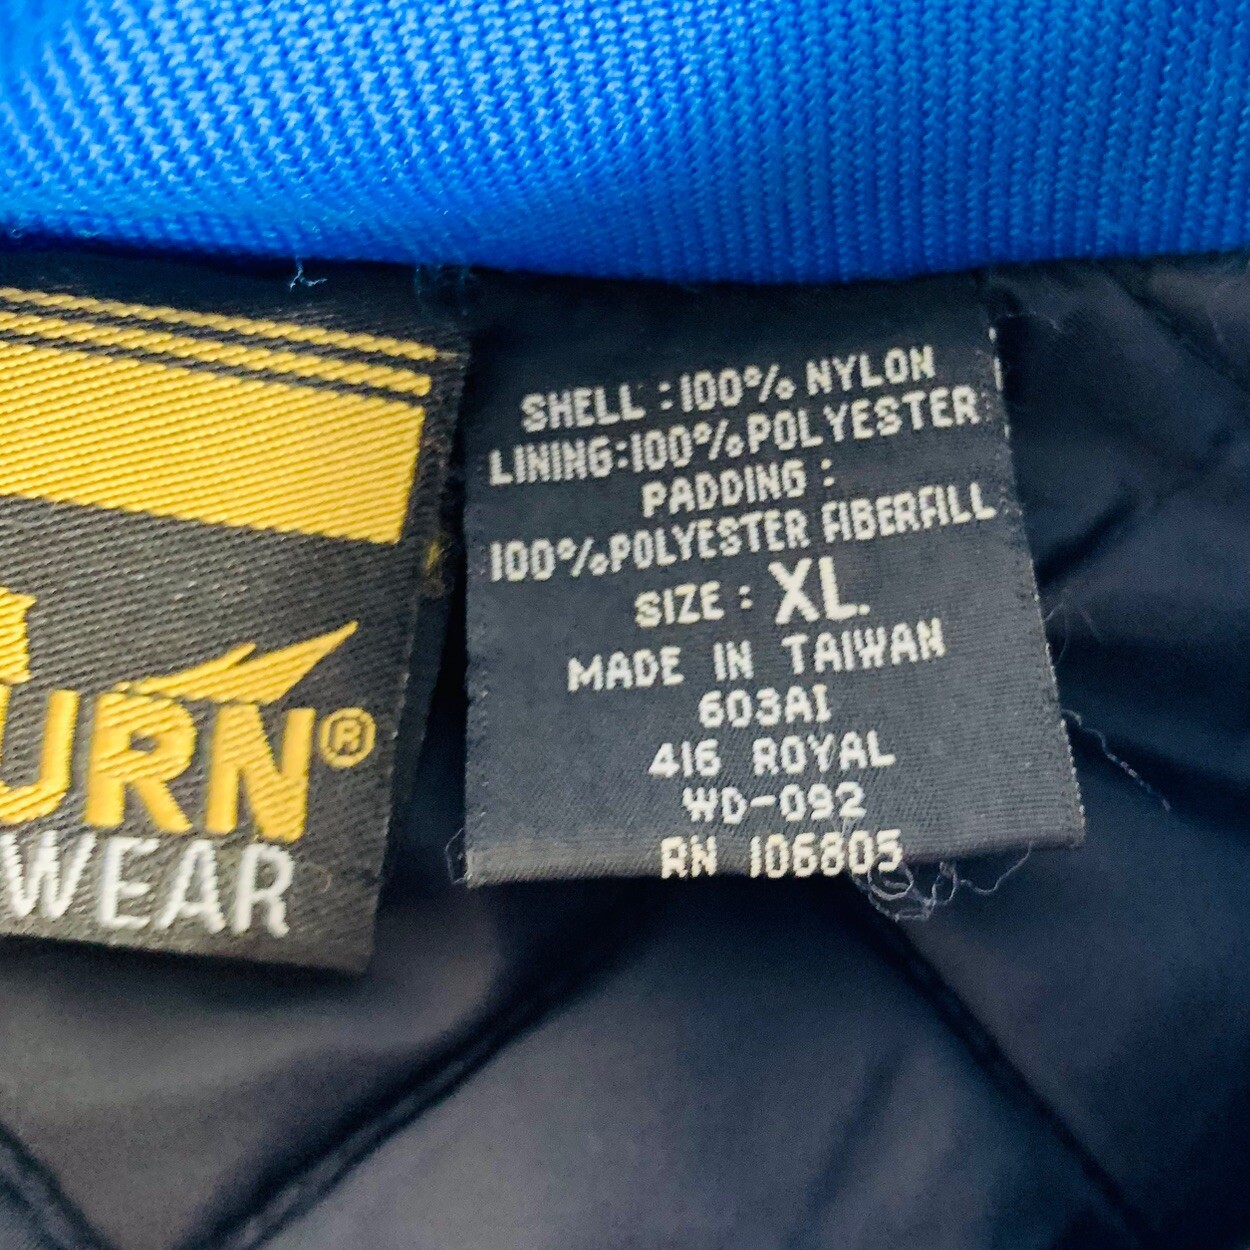 SHELL : 100% NYLON
LINING: 100% POLYESTER
PADDING :
100% POLYESTER FIBERFILL
SIZE : XL.
MADE IN TAIWAN
603AI
416 ROYAL
WD-092
RN 106805
URN®
WEAR